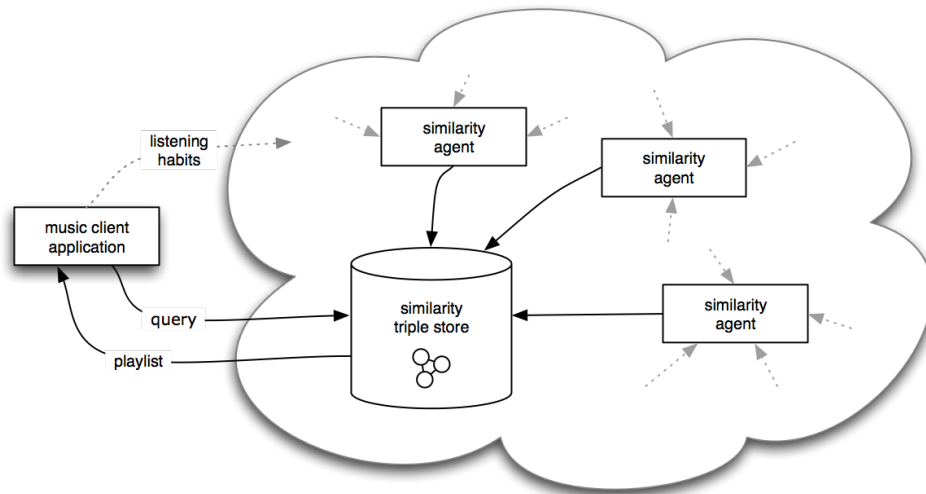 similarity
agent
listening
habits
similarity
agent
music client
application
similarity
triple store
similarity
agent
query
playlist